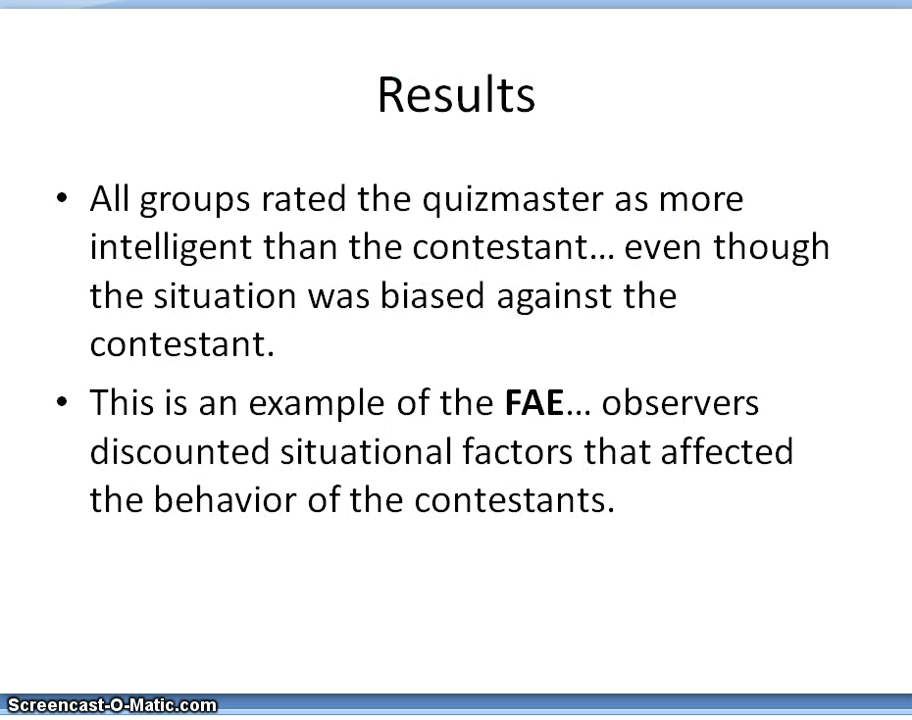 Results
• All groups rated the quizmaster as more
intelligent than the contestant... even though
the situation was biased against the
contestant.
• This is an example of the FAE... observers
discounted situational factors that affected
the behavior of the contestants.
Screencast-O-Matic.com